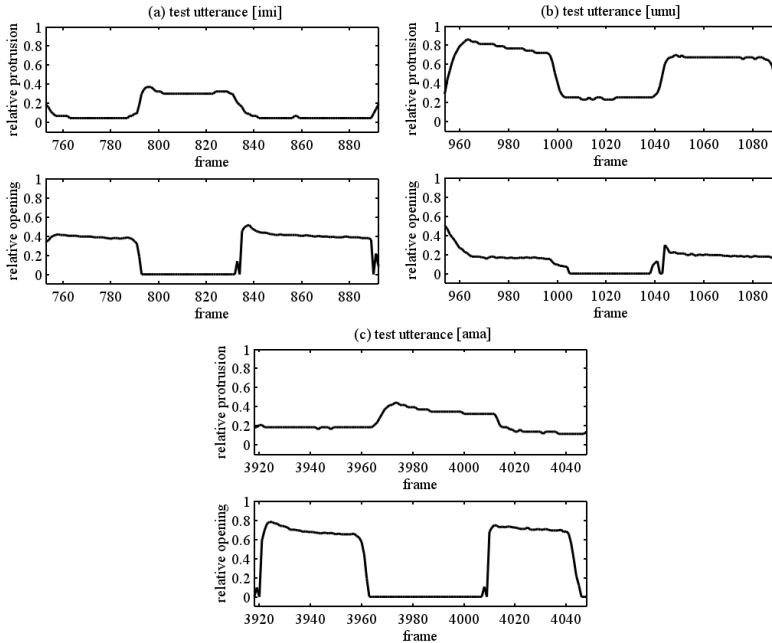 (a) test utterance [imi]
relative protrusion
1
0.8
0.6
0.4
0.2
0
760 780 800 820 840 860 880
frame
relative opening
1
0.8
0.6
0.4
0.2
0
760 780 800 820 840 860 880
frame
(b) test utterance [umu]
relative protrusion
1
0.8
0.6
0.4
0.2
0
960 980 1000 1020 1040 1060 1080
frame
relative opening
1
0.8
0.6
0.4
0.2
0
960 980 1000 1020 1040 1060 1080
frame
(c) test utterance [ama]
relative protrusion
1
0.8
0.6
0.4
0.2
0
3920 3940 3960 3980 4000 4020 4040
frame
relative opening
1
0.8
0.6
0.4
0.2
0
3920 3940 3960 3980 4000 4020 4040
frame